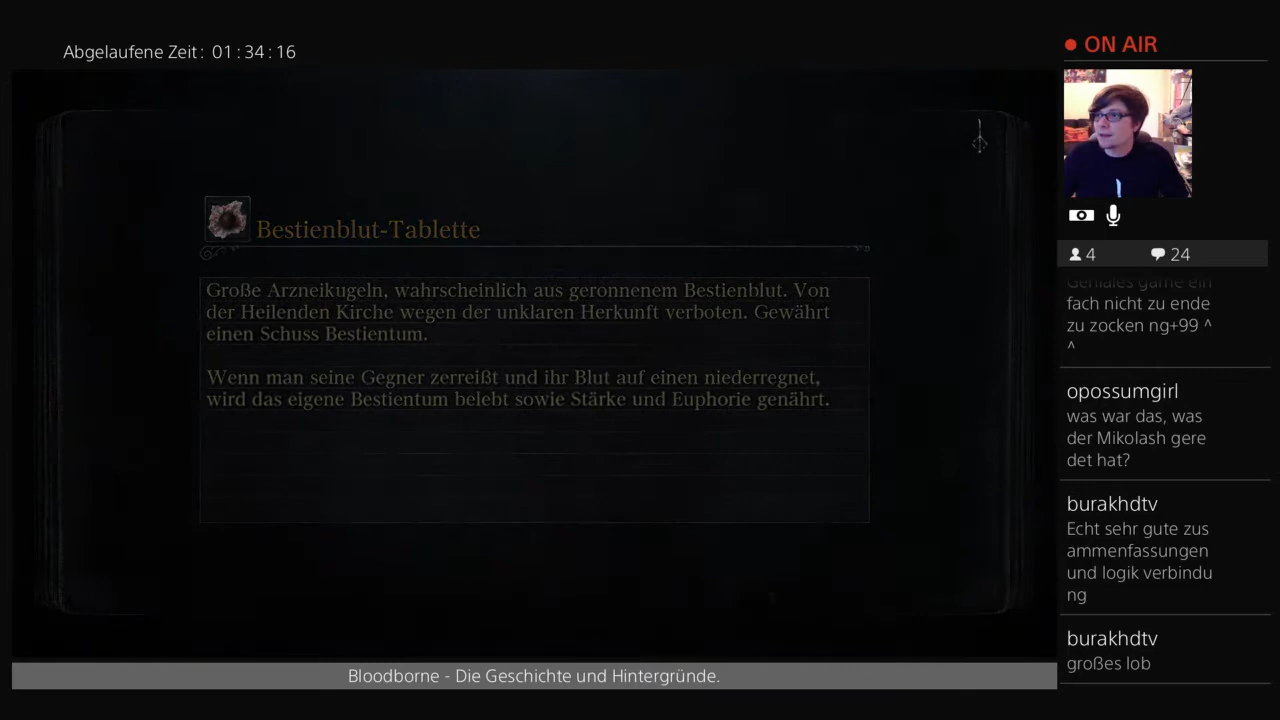 Abgelaufene Zeit: 01:34:16
ON AIR
4 24
Bestienblut-Tablette
Große Arzneikugeln, wahrscheinlich aus geronnenem Bestienblut. Von
der Heilenden Kirche wegen der unklaren Herkunft verboten. Gewährt
einen Schuss Bestientum.
Wenn man seine Gegner zerreißt und ihr Blut auf einen niederregnet,
wird das eigene Bestientum belebt sowie Stärke und Euphorie genährt.
Geniales game ein
fach nicht zu ende
zu zocken ng+99 ^
^
opossumgirl
was war das, was
der Mikolash gere
det hat?
burakhdtv
Echt sehr gute zus
ammenfassungen
und logik verbindu
ng
burakhdtv
großes lob
Bloodborne - Die Geschichte und Hintergründe.